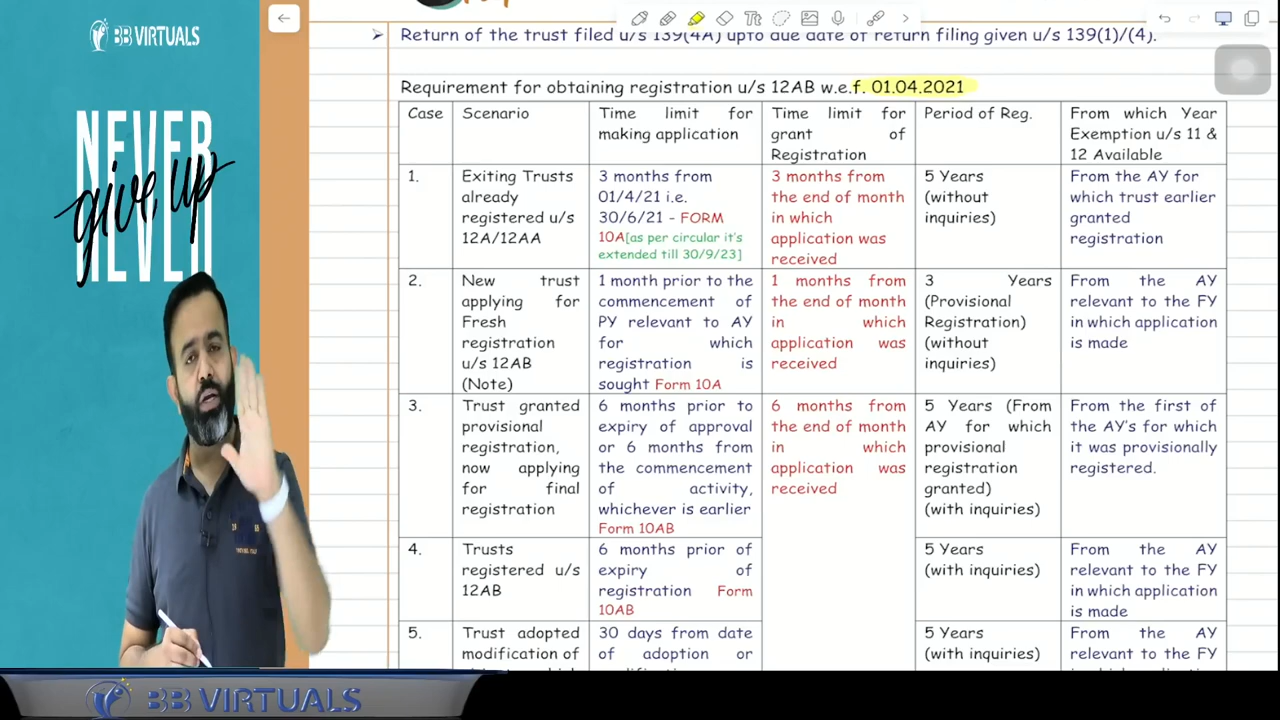 BB VIRTUALS
NEVER
give up
NEVER
Return of the trust filed u/s 139(4A) upto due date of return filing given u/s 139(1)/(4).
Requirement for obtaining registration u/s 12AB w.e.f. 01.04.2021
Case Scenario Time limit for making application Time limit for grant of Registration Period of Reg. From which Year Exemption u/s 11 & 12 Available
1. Exiting Trusts already registered u/s 12A/12AA 3 months from 01/4/21 i.e. 30/6/21 - FORM 10A[as per circular it's extended till 30/9/23] 3 months from the end of month in which application was received 5 Years (without inquiries) From the AY for which trust earlier granted registration
2. New trust applying for Fresh registration u/s 12AB (Note) 1 month prior to the commencement of PY relevant to AY for which registration is sought Form 10A 1 months from the end of month in which application was received 3 Years (Provisional Registration) (without inquiries) From the AY relevant to the FY in which application is made
3. Trust granted provisional registration, now applying for final registration 6 months prior to expiry of approval or 6 months from the commencement of activity, whichever is earlier Form 10AB 6 months from the end of month in which application was received 5 Years (From AY for which provisional registration granted) (with inquiries) From the first of the AY's for which it was provisionally registered.
4. Trusts registered u/s 12AB 6 months prior of expiry of registration Form 10AB 5 Years (with inquiries) From the AY relevant to the FY in which application is made
5. Trust adopted modification of 30 days from date of adoption or 5 Years (with inquiries) From the AY relevant to the FY
BB VIRTUALS